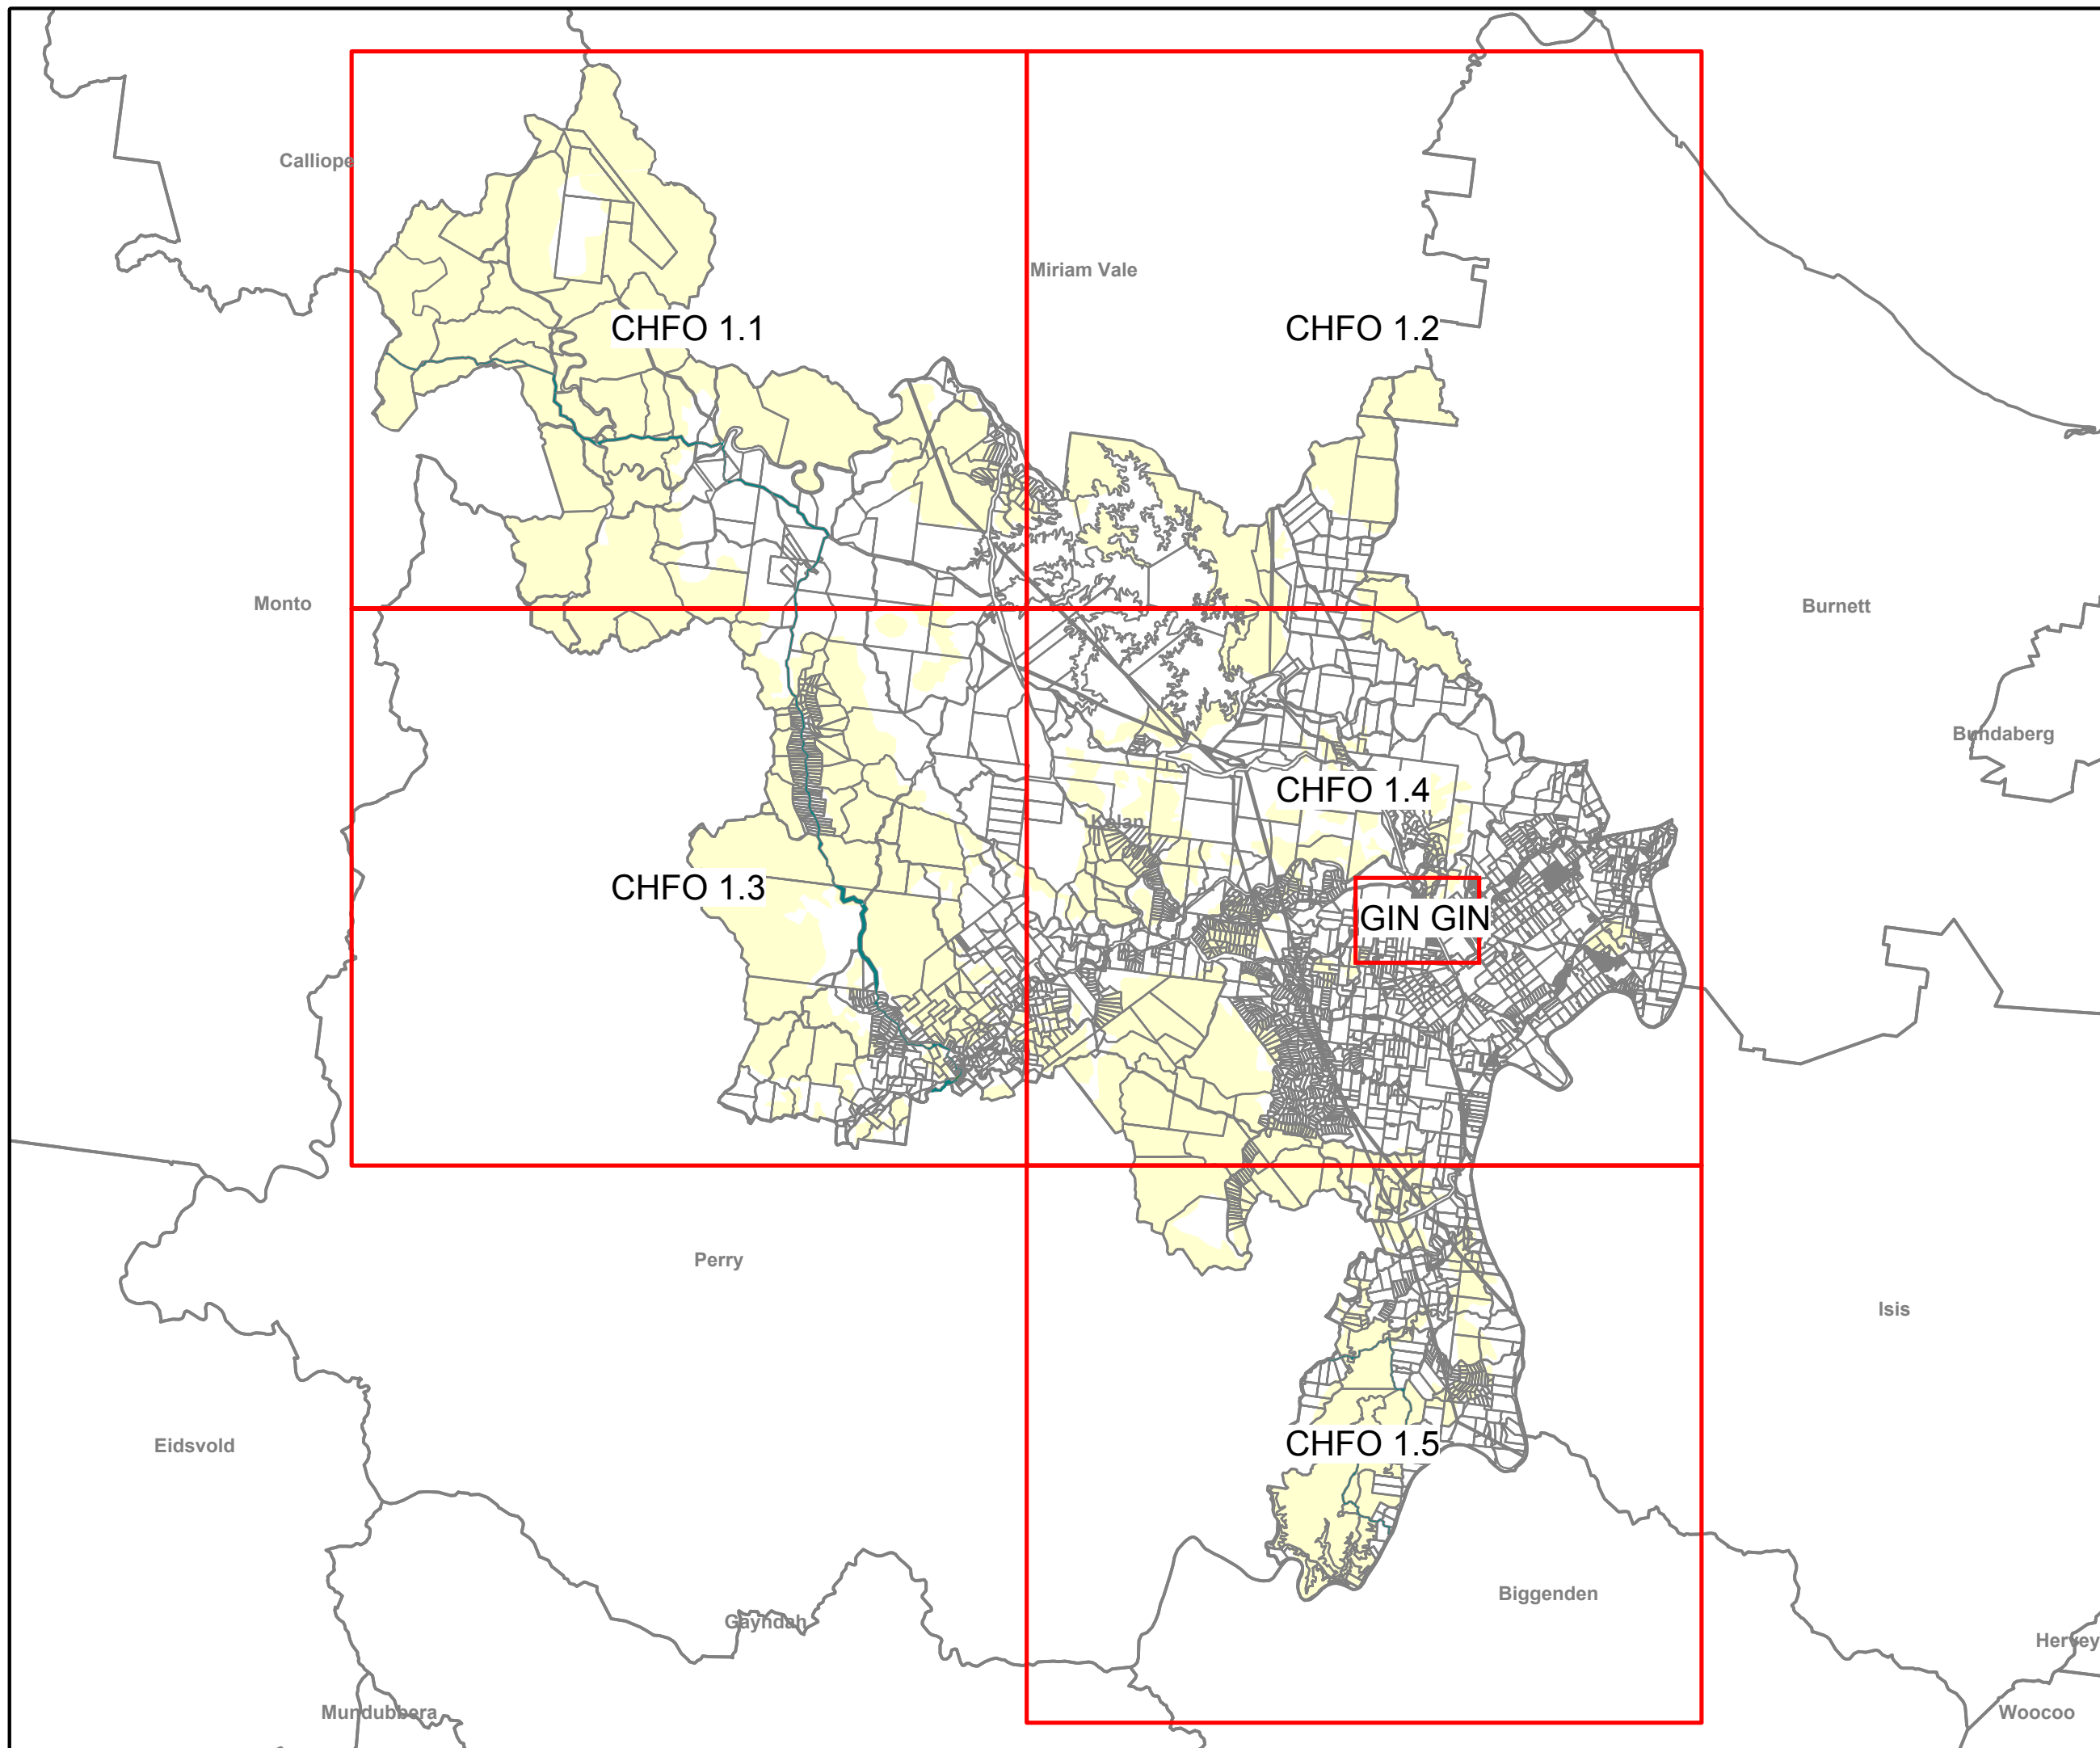 Calliope
Miriam Vale
CHFO 1.1
CHFO 1.2
Monto
Burnett
Bundaberg
CHFO 1.4
Kolan
CHFO 1.3
GIN GIN
Perry
Isis
Eidsvold
CHFO 1.5
Biggenden
Gayndah
Hervey
Mundubbera
Woocoo